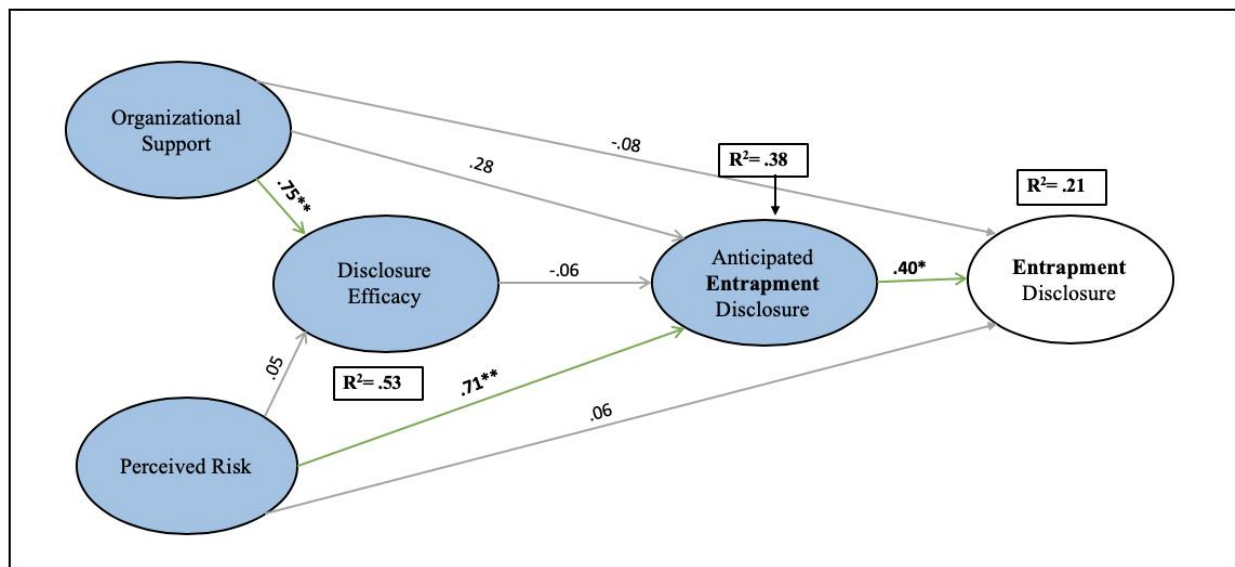 Organizational
Support
-.08
.28
R²= .38
R²= .21
.75**
Disclosure
Efficacy
-.06
Anticipated
Entrapment
Disclosure
.40*
Entrapment
Disclosure
.05
R²= .53
.71**
.06
Perceived Risk